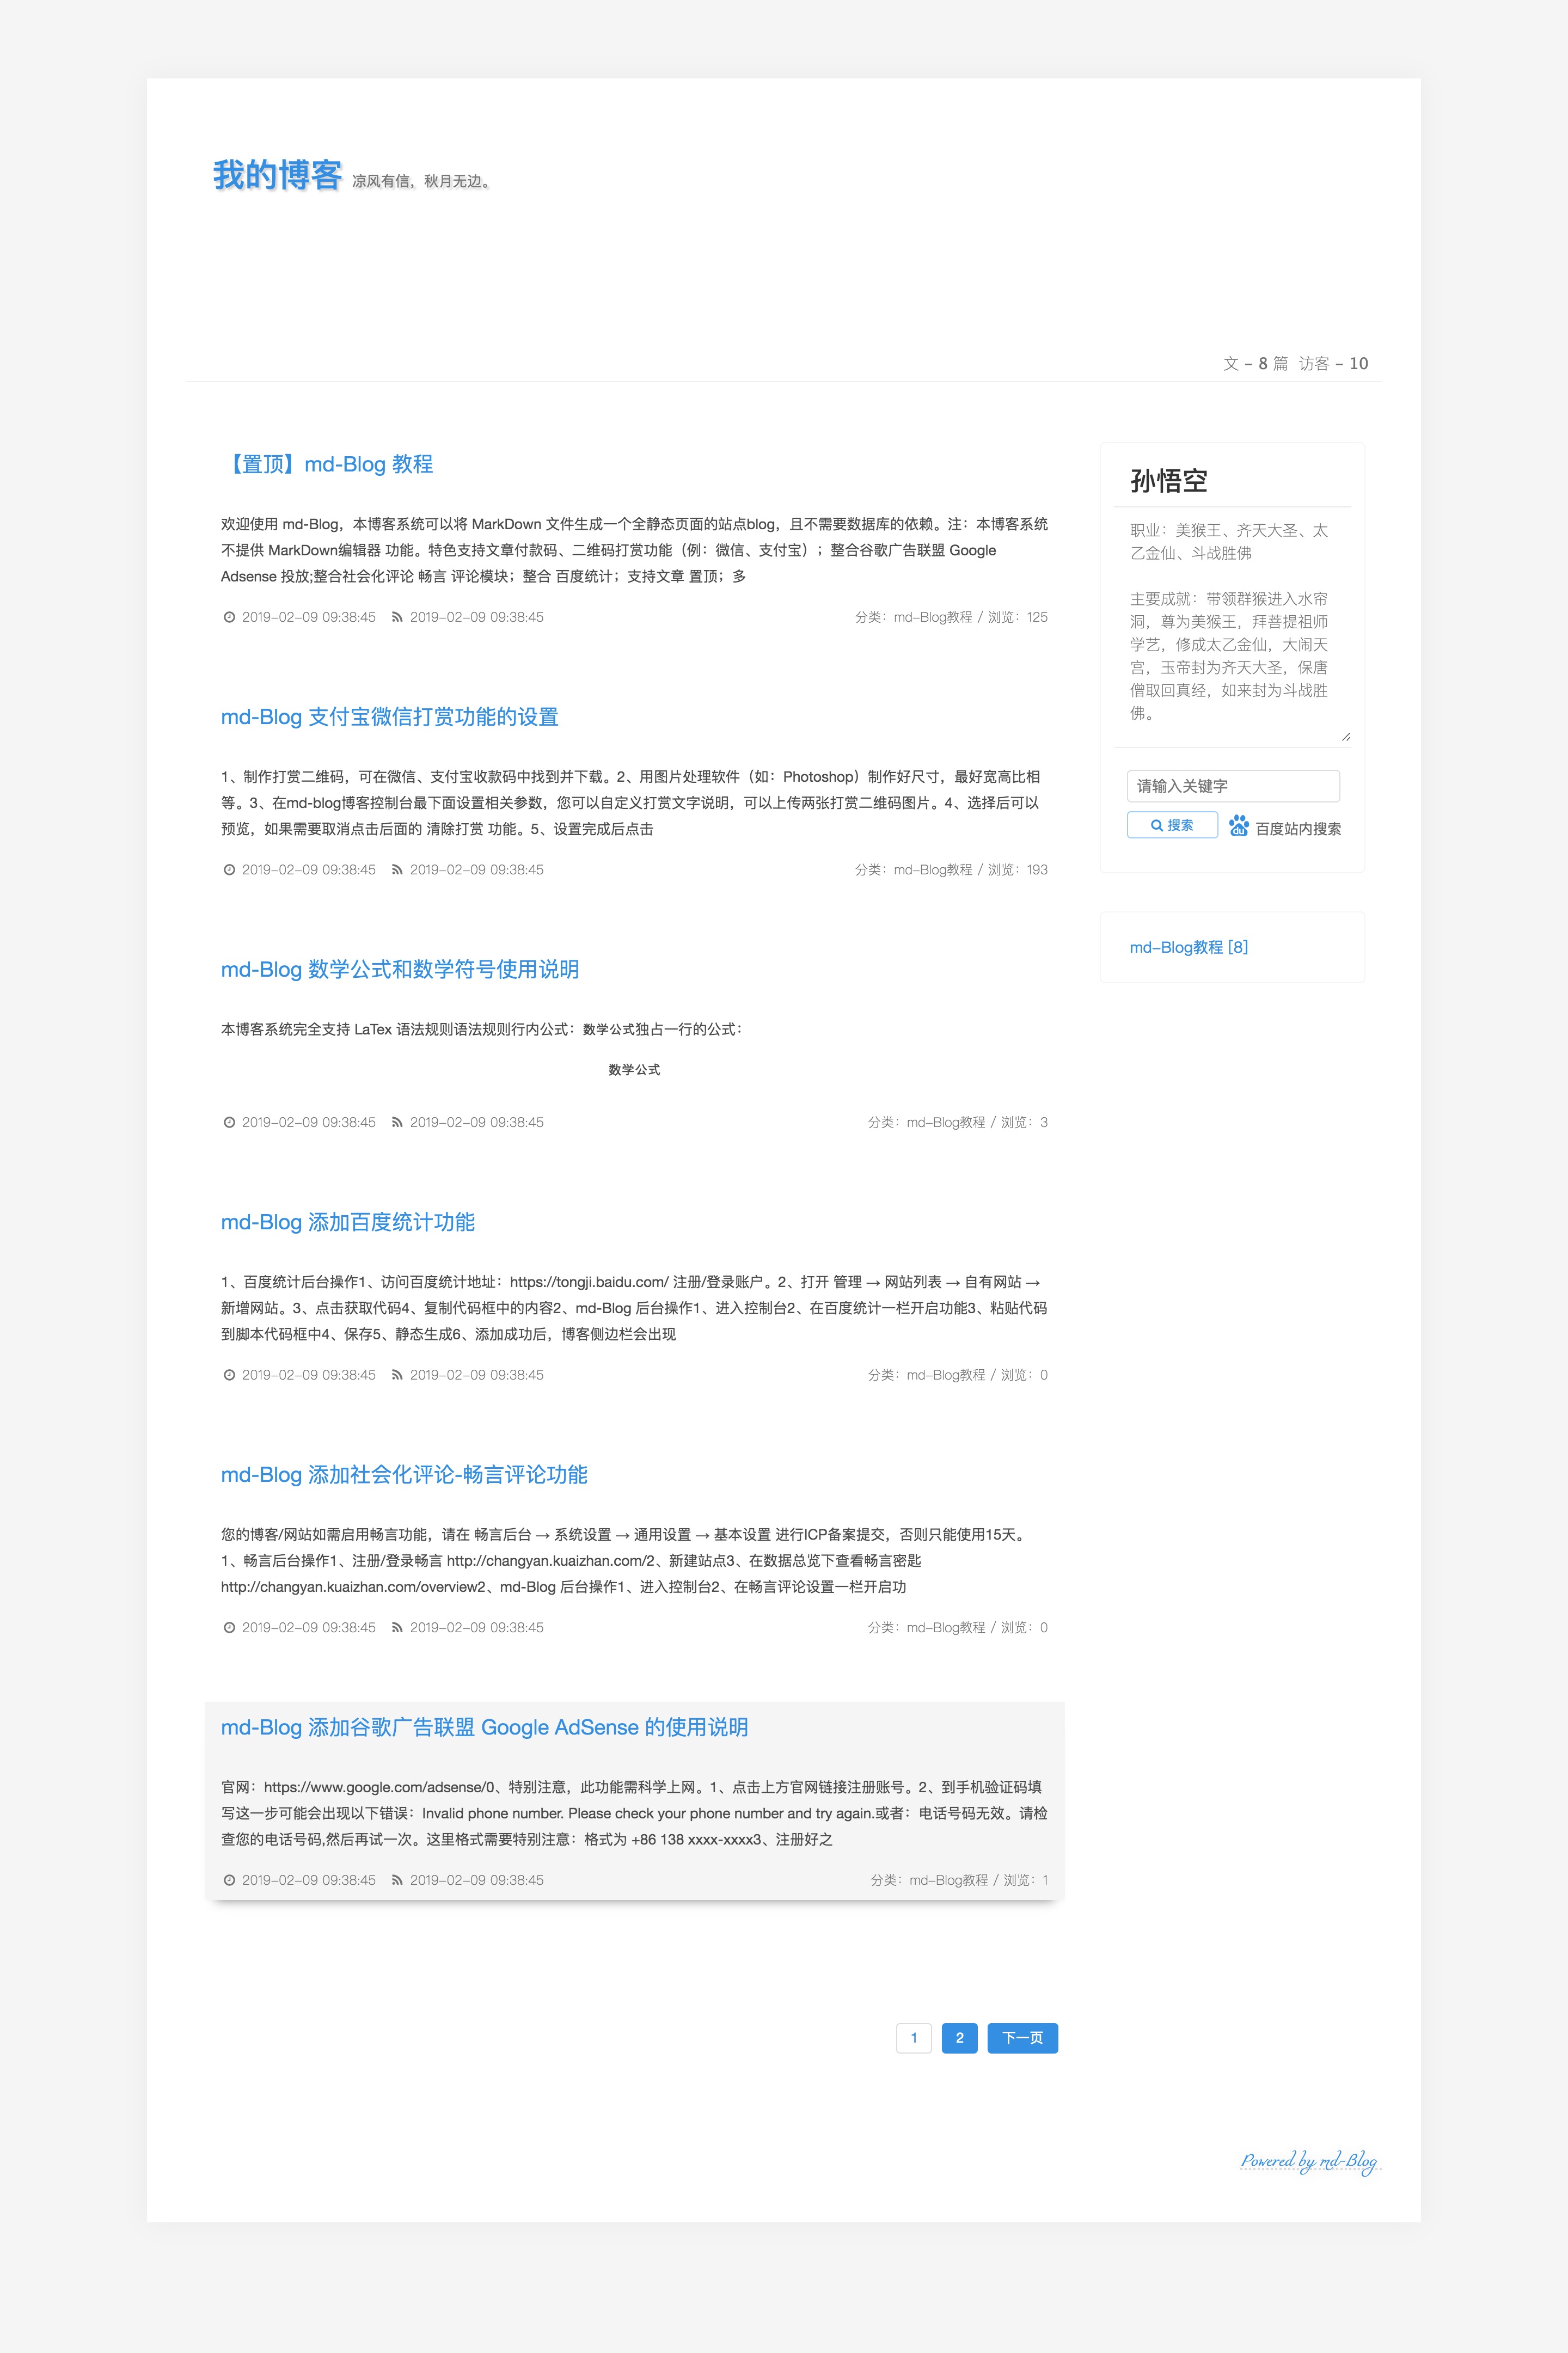 我的博客 凉风有信，秋月无边。
文 - 8 篇 访客 - 10
【置顶】md-Blog 教程
欢迎使用 md-Blog，本博客系统可以将 MarkDown 文件生成一个全静态页面的站点blog，且不需要数据库的依赖。注：本博客系统
不提供 MarkDown编辑器 功能。特色支持文章付款码、二维码打赏功能（例：微信、支付宝）；整合谷歌广告联盟 Google
Adsense 投放;整合社会化评论 畅言 评论模块；整合 百度统计；支持文章 置顶；多
2019-02-09 09:38:45 2019-02-09 09:38:45 分类：md-Blog教程 / 浏览：125
md-Blog 支付宝微信打赏功能的设置
1、制作打赏二维码，可在微信、支付宝收款码中找到并下载。2、用图片处理软件（如：Photoshop）制作好尺寸，最好宽高比相
等。3、在md-blog博客控制台最下面设置相关参数，您可以自定义打赏文字说明，可以上传两张打赏二维码图片。4、选择后可以
预览，如果需要取消点击后面的 清除打赏 功能。5、设置完成后点击
2019-02-09 09:38:45 2019-02-09 09:38:45 分类：md-Blog教程 / 浏览：193
md-Blog 数学公式和数学符号使用说明
本博客系统完全支持 LaTex 语法规则语法规则行内公式：数学公式独占一行的公式：
数学公式
2019-02-09 09:38:45 2019-02-09 09:38:45 分类：md-Blog教程 / 浏览：3
md-Blog 添加百度统计功能
1、百度统计后台操作1、访问百度统计地址：https://tongji.baidu.com/ 注册/登录账户。2、打开 管理 → 网站列表 → 自有网站 →
新增网站。3、点击获取代码4、复制代码框中的内容2、md-Blog 后台操作1、进入控制台2、在百度统计一栏开启功能3、粘贴代码
到脚本代码框中4、保存5、静态生成6、添加成功后，博客侧边栏会出现
2019-02-09 09:38:45 2019-02-09 09:38:45 分类：md-Blog教程 / 浏览：0
md-Blog 添加社会化评论-畅言评论功能
您的博客/网站如需启用畅言功能，请在 畅言后台 → 系统设置 → 通用设置 → 基本设置 进行ICP备案提交，否则只能使用15天。
1、畅言后台操作1、注册/登录畅言 http://changyan.kuaizhan.com/2、新建站点3、在数据总览下查看畅言密匙
http://changyan.kuaizhan.com/overview2、md-Blog 后台操作1、进入控制台2、在畅言评论设置一栏开启功
2019-02-09 09:38:45 2019-02-09 09:38:45 分类：md-Blog教程 / 浏览：0
md-Blog 添加谷歌广告联盟 Google AdSense 的使用说明
官网：https://www.google.com/adsense/0、特别注意，此功能需科学上网。1、点击上方官网链接注册账号。2、到手机验证码填
写这一步可能会出现以下错误：Invalid phone number. Please check your phone number and try again.或者：电话号码无效。请检
查您的电话号码,然后再试一次。这里格式需要特别注意：格式为 +86 138 xxxx-xxxx3、注册好之
2019-02-09 09:38:45 2019-02-09 09:38:45 分类：md-Blog教程 / 浏览：1
1 2 下一页
孙悟空
职业：美猴王、齐天大圣、太
乙金仙、斗战胜佛
主要成就：带领群猴进入水帘
洞，尊为美猴王，拜菩提祖师
学艺，修成太乙金仙，大闹天
宫，玉帝封为齐天大圣，保唐
僧取回真经，如来封为斗战胜
佛。
请输入关键字
搜索 du 百度站内搜索
md-Blog教程 [8]
Powered by md-Blog